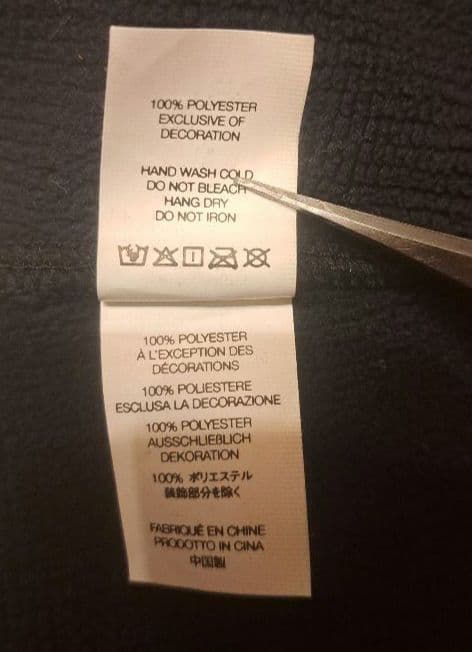 100% POLYESTER
EXCLUSIVE OF
DECORATION
HAND WASH COLD
DO NOT BLEACH
HANG DRY
DO NOT IRON
100% POLYESTER
À L'EXCEPTION DES
DÉCORATIONS
100% POLIESTERE
ESCLUSA LA DECORAZIONE
100% POLYESTER
AUSSCHLIEßLICH
DEKORATION
100% ポリエステル
装飾部分を除く
FABRIQUÉ EN CHINE
PRODOTTO IN CINA
中国製